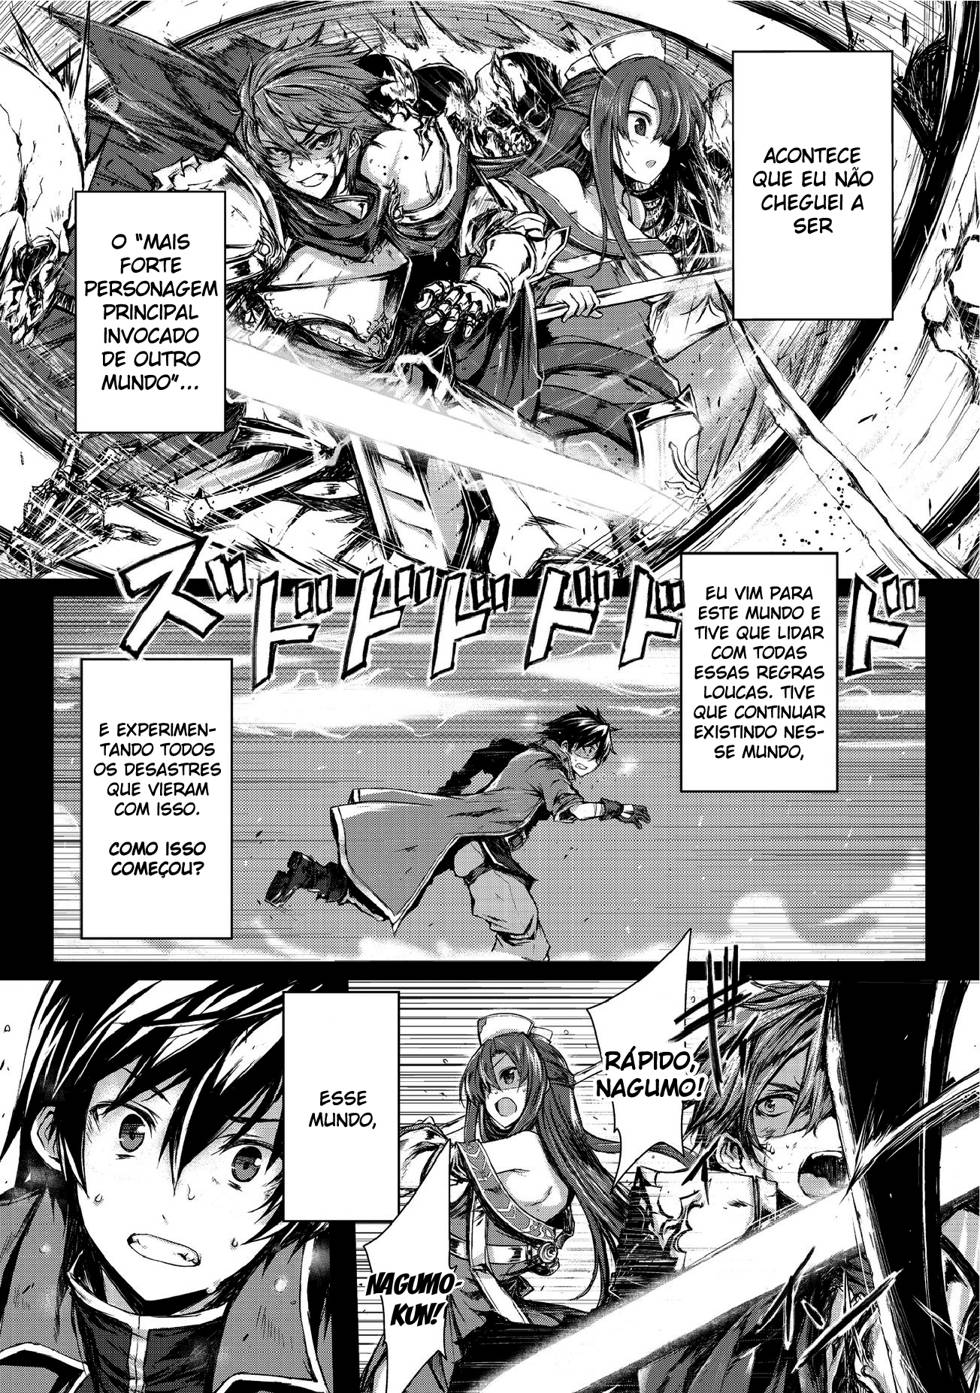 ACONTECE
QUE EU NÃO
CHEGUEI A
SER
O "MAIS
FORTE
PERSONAGEM
PRINCIPAL
INVOCADO
DE OUTRO
MUNDO"...
ズドドドドドド
EU VIM PARA
ESTE MUNDO E
TIVE QUE LIDAR
COM TODAS
ESSAS REGRAS
LOUCAS. TIVE
QUE CONTINUAR
EXISTINDO NES-
SE MUNDO,
E EXPERIMEN-
TANDO TODOS
OS DESASTRES
QUE VIERAM
COM ISSO.
COMO ISSO
COMEÇOU?
RÁPIDO,
NAGUMO!
NAGUMO-
KUN!
ESSE
MUNDO,